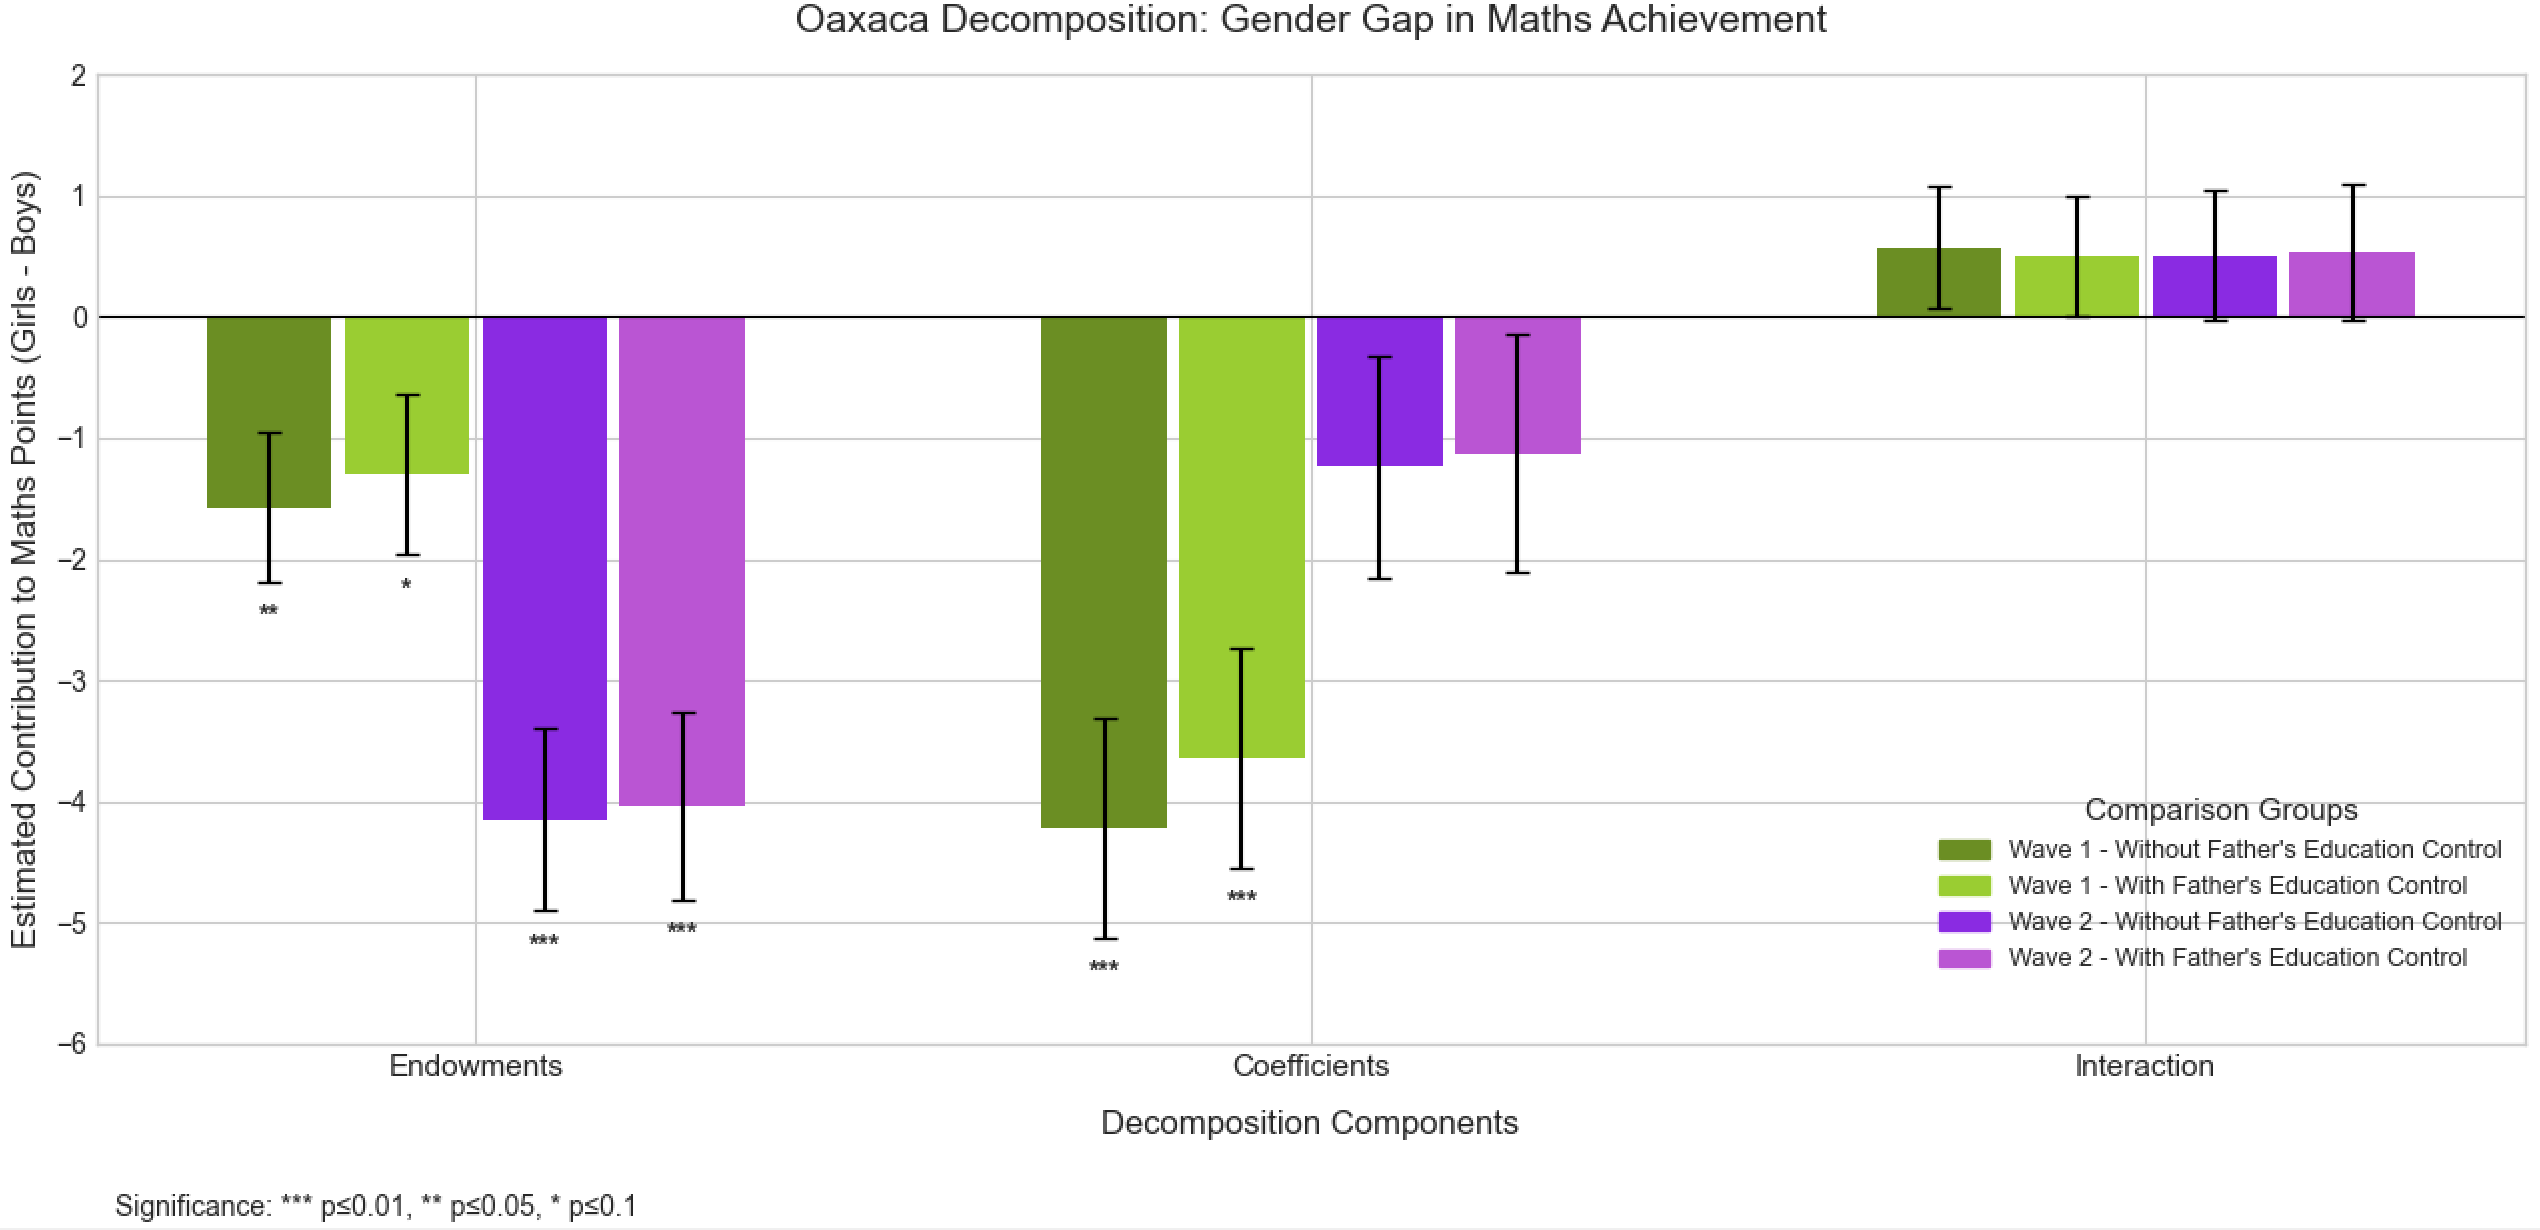 Oaxaca Decomposition: Gender Gap in Maths Achievement
Estimated Contribution to Maths Points (Girls - Boys)
2
1
0
−1
−2
−3
−4
−5
−6
**
*
***
***
***
***
Comparison Groups
Wave 1 - Without Father's Education Control
Wave 1 - With Father's Education Control
Wave 2 - Without Father's Education Control
Wave 2 - With Father's Education Control
Endowments
Coefficients
Interaction
Decomposition Components
Significance: *** p≤0.01, ** p≤0.05, * p≤0.1